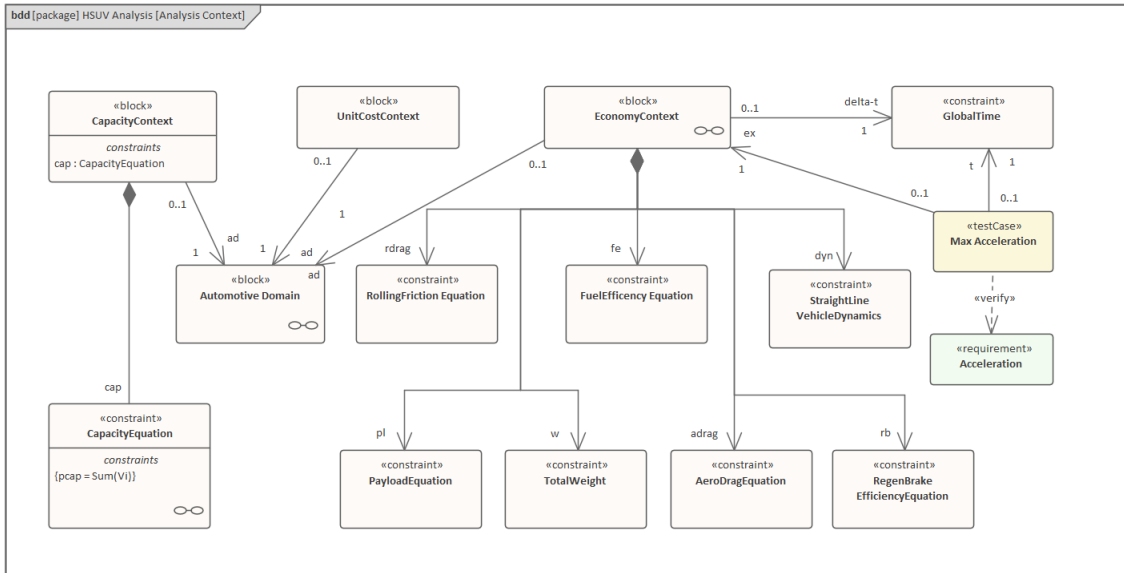 bdd [package] HSUV Analysis [Analysis Context]
«block»
CapacityContext
constraints
cap : CapacityEquation
«block»
UnitCostContext
«block»
EconomyContext
«constraint»
GlobalTime
0..1
delta-t
1
ex
1
0..1
t
1
0..1
0..1
1
ad
0..1
1
1
ad
0..1
ad
«testCase»
Max Acceleration
«verify»
«requirement»
Acceleration
«block»
Automotive Domain
rdrag
«constraint»
RollingFriction Equation
fe
«constraint»
FuelEfficency Equation
dyn
«constraint»
StraightLine
VehicleDynamics
cap
«constraint»
CapacityEquation
constraints
{pcap = Sum(Vi)}
pl
«constraint»
PayloadEquation
w
«constraint»
TotalWeight
adrag
«constraint»
AeroDragEquation
rb
«constraint»
RegenBrake
EfficiencyEquation